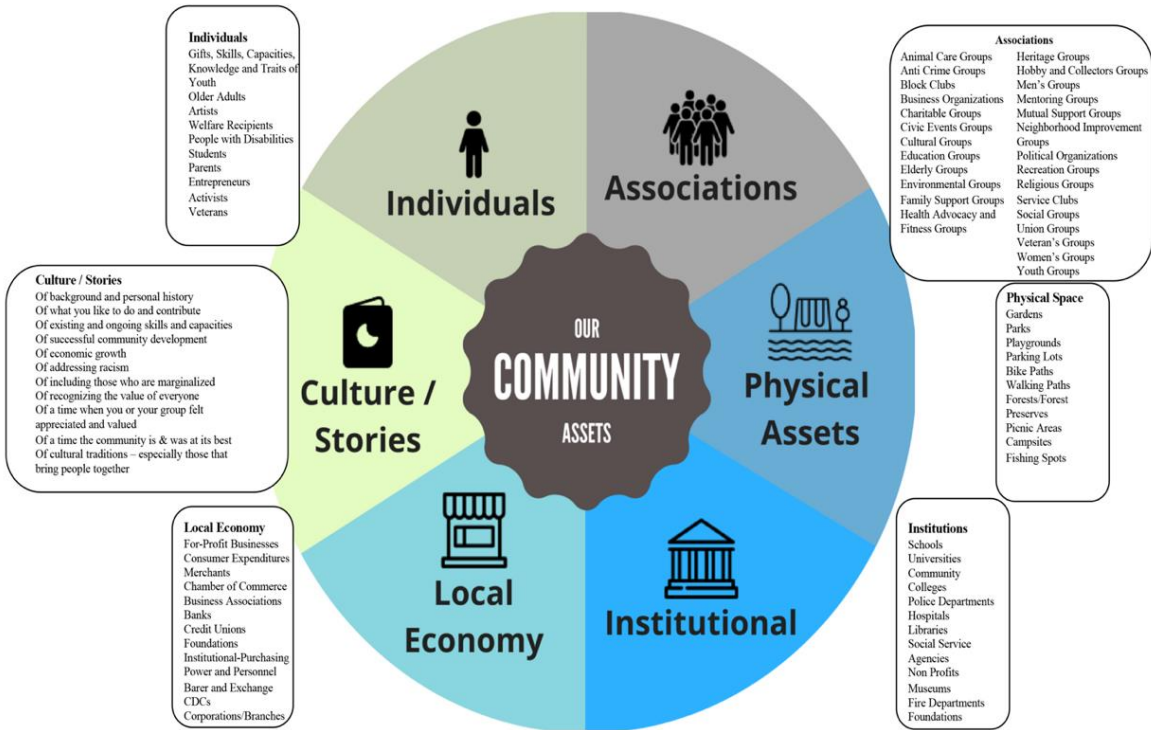 Individuals
Gifts, Skills, Capacities,
Knowledge and Traits of
Youth
Older Adults
Artists
Welfare Recipients
People with Disabilities
Students
Parents
Entrepreneurs
Activists
Veterans
Individuals
Associations
Associations
Animal Care Groups
Anti Crime Groups
Block Clubs
Business Organizations
Charitable Groups
Civic Events Groups
Cultural Groups
Education Groups
Elderly Groups
Environmental Groups
Family Support Groups
Health Advocacy and
Fitness Groups
Heritage Groups
Hobby and Collectors Groups
Men's Groups
Mentoring Groups
Mutual Support Groups
Neighborhood Improvement
Groups
Political Organizations
Recreation Groups
Religious Groups
Service Clubs
Social Groups
Union Groups
Veteran's Groups
Women's Groups
Youth Groups
Culture / Stories
Of background and personal history
Of what you like to do and contribute
Of existing and ongoing skills and capacities
Of successful community development
Of economic growth
Of addressing racism
Of including those who are marginalized
Of recognizing the value of everyone
Of a time when you or your group felt
appreciated and valued
Of a time the community is & was at its best
Of cultural traditions – especially those that
bring people together
Culture /
Stories
OUR
COMMUNITY
ASSETS
Physical
Assets
Physical Space
Gardens
Parks
Playgrounds
Parking Lots
Bike Paths
Walking Paths
Forests/Forest
Preserves
Picnic Areas
Campsites
Fishing Spots
Local Economy
For-Profit Businesses
Consumer Expenditures
Merchants
Chamber of Commerce
Business Associations
Banks
Credit Unions
Foundations
Institutional-Purchasing
Power and Personnel
Barer and Exchange
CDCs
Corporations/Branches
Local
Economy
Institutional
Institutions
Schools
Universities
Community
Colleges
Police Departments
Hospitals
Libraries
Social Service
Agencies
Non Profits
Museums
Fire Departments
Foundations